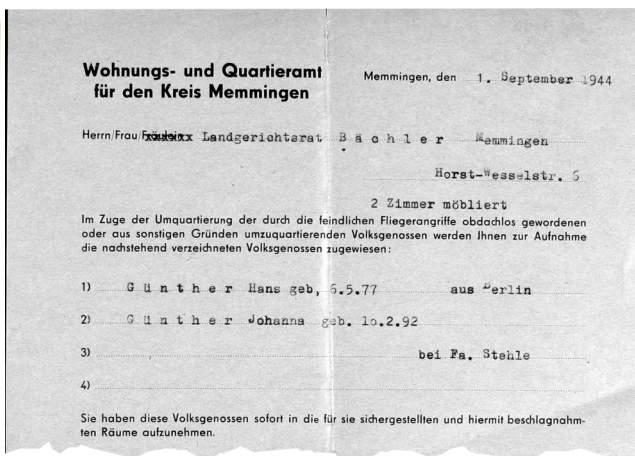 Wohnungs- und Quartieramt
für den Kreis Memmingen
Memmingen, den 1. September 1944
Herrn/Frau/Fräulein Landgerichtsrat B ä c h l e r Memmingen
Horst-Wesselstr. 6
2 Zimmer möbliert
Im Zuge der Umquartierung der durch die feindlichen Fliegerangriffe obdachlos gewordenen
oder aus sonstigen Gründen umzuquartierenden Volksgenossen werden Jhnen zur Aufnahme
die nachstehend verzeichneten Volksgenossen zugewiesen:
1) G ü n t h e r Hans geb, 6.5.77 aus Berlin
2) G ü n t h e r Johanna geb. lo.2.92
3) bei Fa. Stehle
4)
Sie haben diese Volksgenossen sofort in die für sie sichergestellten und hiermit beschlagnahm-
ten Räume aufzunehmen.